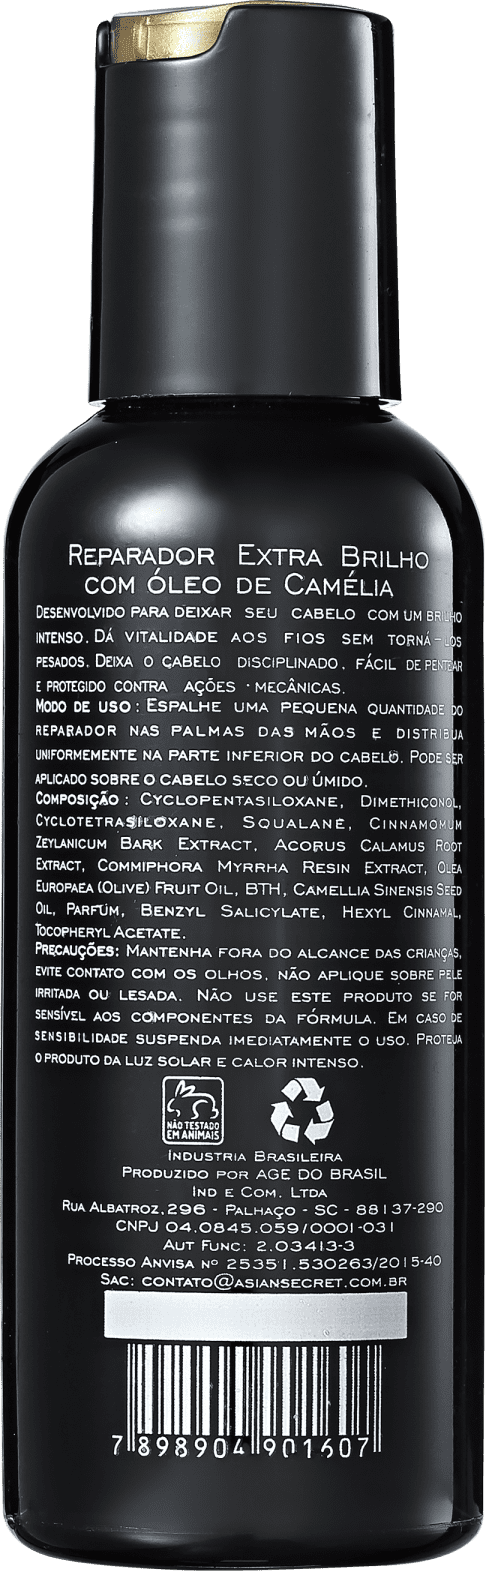 Reparador Extra Brilho
com óleo de Camélia
Desenvolvido para deixar seu cabelo com um brilho
intenso. Dá vitalidade aos fios sem torná-los
pesados. Deixa o cabelo disciplinado, fácil de pentear
e protegido contra ações mecânicas.
Modo de uso: Espalhe uma pequena quantidade do
reparador nas palmas das mãos e distribua
uniformemente na parte inferior do cabelo. Pode ser
aplicado sobre o cabelo seco ou úmido.
Composição: Cyclopentasiloxane, Dimethiconol,
Cyclotetrasiloxane, Squalane, Cinnamomum
Zeylanicum Bark Extract, Acorus Calamus Root
Extract, Commiphora Myrrha Resin Extract, Olea
Europaea (Olive) Fruit Oil, BTH, Camellia Sinensis Seed
Oil, Parfum, Benzyl Salicylate, Hexyl Cinnamal,
Tocopheryl Acetate.
Precauções: Mantenha fora do alcance das crianças,
evite contato com os olhos, não aplique sobre pele
irritada ou lesada. Não use este produto se for
sensível aos componentes da fórmula. Em caso de
sensibilidade suspenda imediatamente o uso. Proteja
o produto da luz solar e calor intenso.
NÃO TESTADO
EM ANIMAIS
Industria Brasileira
Produzido por AGE DO BRASIL
Ind e Com. Ltda
Rua Albatroz,296 - Palhaço - SC - 88137-290
CNPJ 04.0845.059/0001-031
Aut Func: 2.03413-3
Processo Anvisa nº 25351.530263/2015-40
Sac: contato@asiansecret.com.br
7 898904 901607